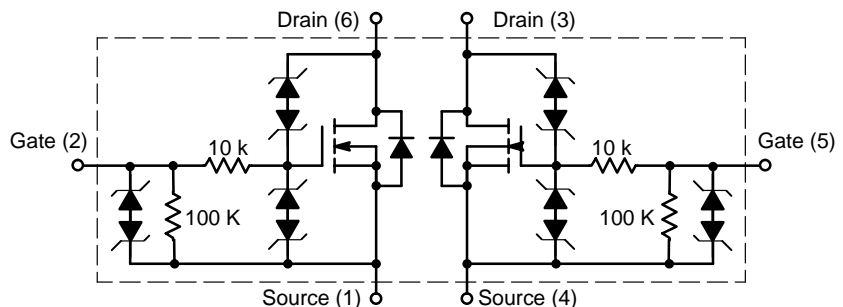 Drain (6)
Drain (3)
Gate (2)
10 k
10 k
Gate (5)
100 K
100 K
Source (1)
Source (4)